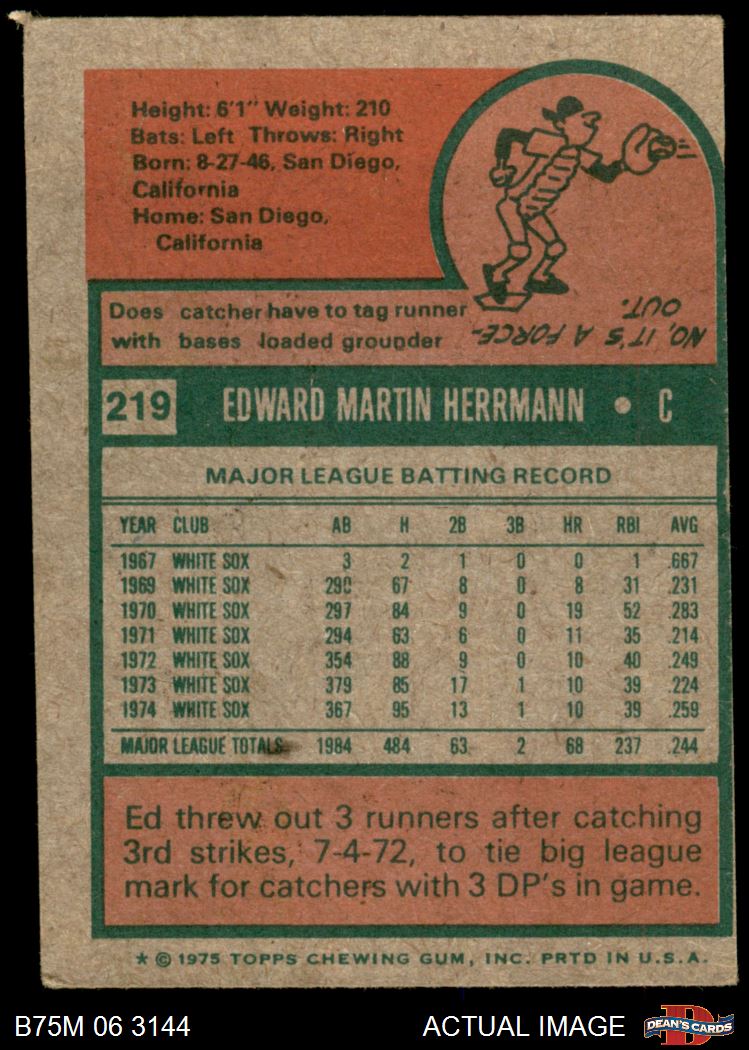 Height: 6'1" Weight: 210
Bats: Left Throws: Right
Born: 8-27-46, San Diego,
California
Home: San Diego,
California
Does catcher have to tag runner
with bases loaded grounder
NO, IT'S A FORCE-
OUT.
219 EDWARD MARTIN HERRMANN • C
MAJOR LEAGUE BATTING RECORD
YEAR CLUB AB H 2B 3B HR RBI AVG
1967 WHITE SOX 3 2 1 0 0 1 .667
1969 WHITE SOX 290 67 8 0 8 31 .231
1970 WHITE SOX 297 84 9 0 19 52 .283
1971 WHITE SOX 294 63 6 0 11 35 .214
1972 WHITE SOX 354 88 9 0 10 40 .249
1973 WHITE SOX 379 85 17 1 10 39 .224
1974 WHITE SOX 367 95 13 1 10 39 .259
MAJOR LEAGUE TOTALS 1984 484 63 2 68 237 .244
Ed threw out 3 runners after catching
3rd strikes, 7-4-72, to tie big league
mark for catchers with 3 DP's in game.
* © 1975 TOPPS CHEWING GUM, INC. PRTD IN U.S.A.
B75M 06 3144 ACTUAL IMAGE DEAN'S CARDS